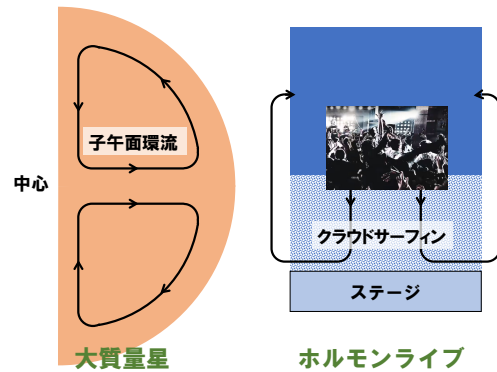 子午面環流
中心
クラウドサーフィン
ステージ
大質量星
ホルモンライブ